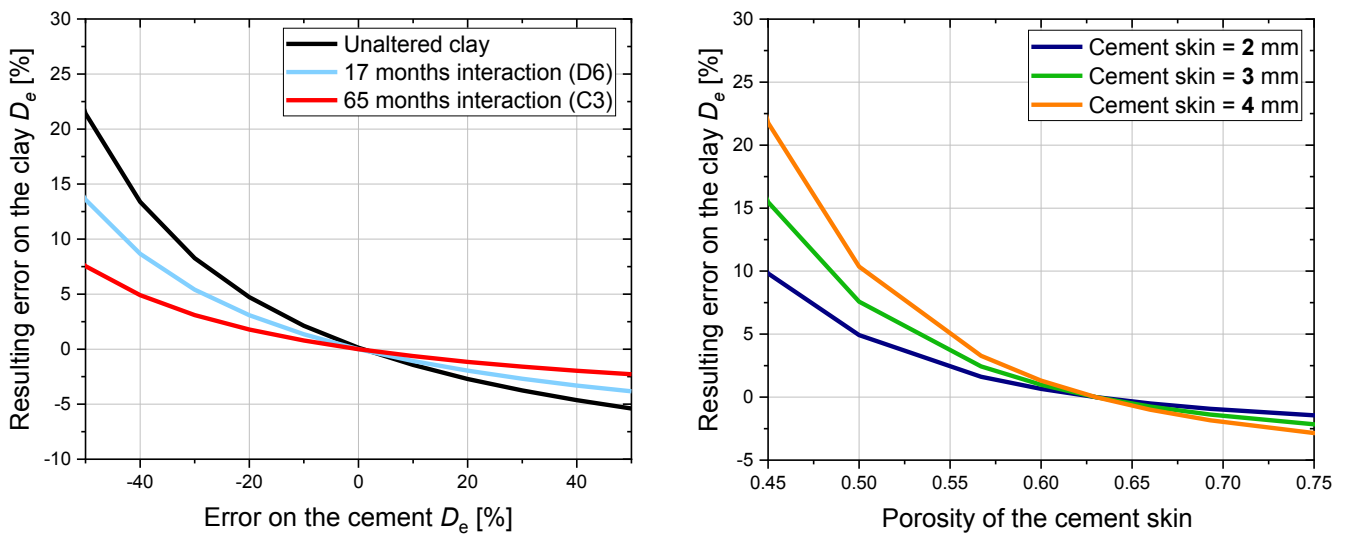 30
25
20
15
10
5
0
-5
-10
-40
-20
0
20
40
Resulting error on the clay De [%]
Error on the cement De [%]
Unaltered clay
17 months interaction (D6)
65 months interaction (C3)
30
25
20
15
10
5
0
-5
0.45
0.50
0.55
0.60
0.65
0.70
0.75
Resulting error on the clay De [%]
Porosity of the cement skin
Cement skin = 2 mm
Cement skin = 3 mm
Cement skin = 4 mm